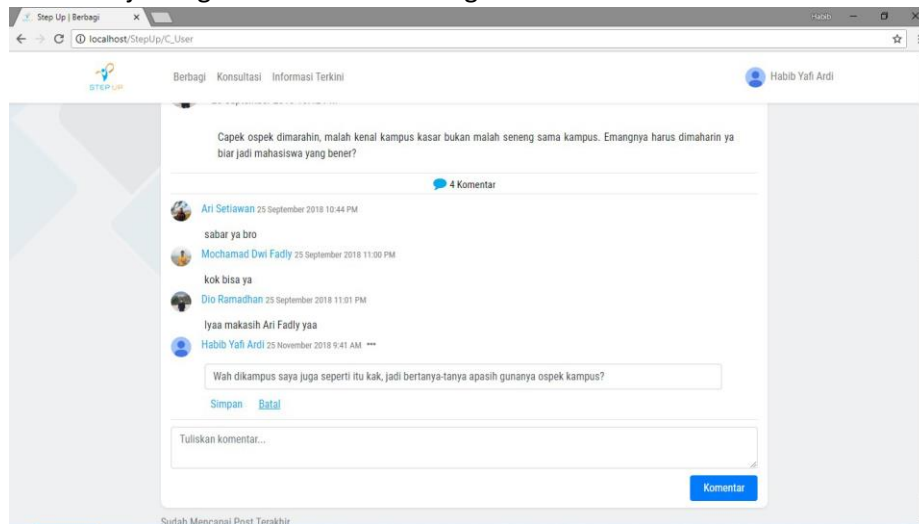 Step Up | Berbagi
Habib
localhost/StepUp/C_User
STEP UP
Berbagi Konsultasi Informasi Terkini
Habib Yafi Ardi
Capek ospek dimarahin, malah kenal kampus kasar bukan malah seneng sama kampus. Emangnya harus dimaharin ya
biar jadi mahasiswa yang bener?
4 Komentar
Ari Setiawan 25 September 2018 10:44 PM
sabar ya bro
Mochamad Dwi Fadly 25 September 2018 11:00 PM
kok bisa ya
Dio Ramadhan 25 September 2018 11:01 PM
Iyaa makasih Ari Fadly yaa
Habib Yafi Ardi 25 November 2018 9:41 AM
Wah dikampus saya juga seperti itu kak, jadi bertanya-tanya apasih gunanya ospek kampus?
Simpan Batal
Tuliskan komentar...
Komentar
Sudah Mencapai Post Terakhir